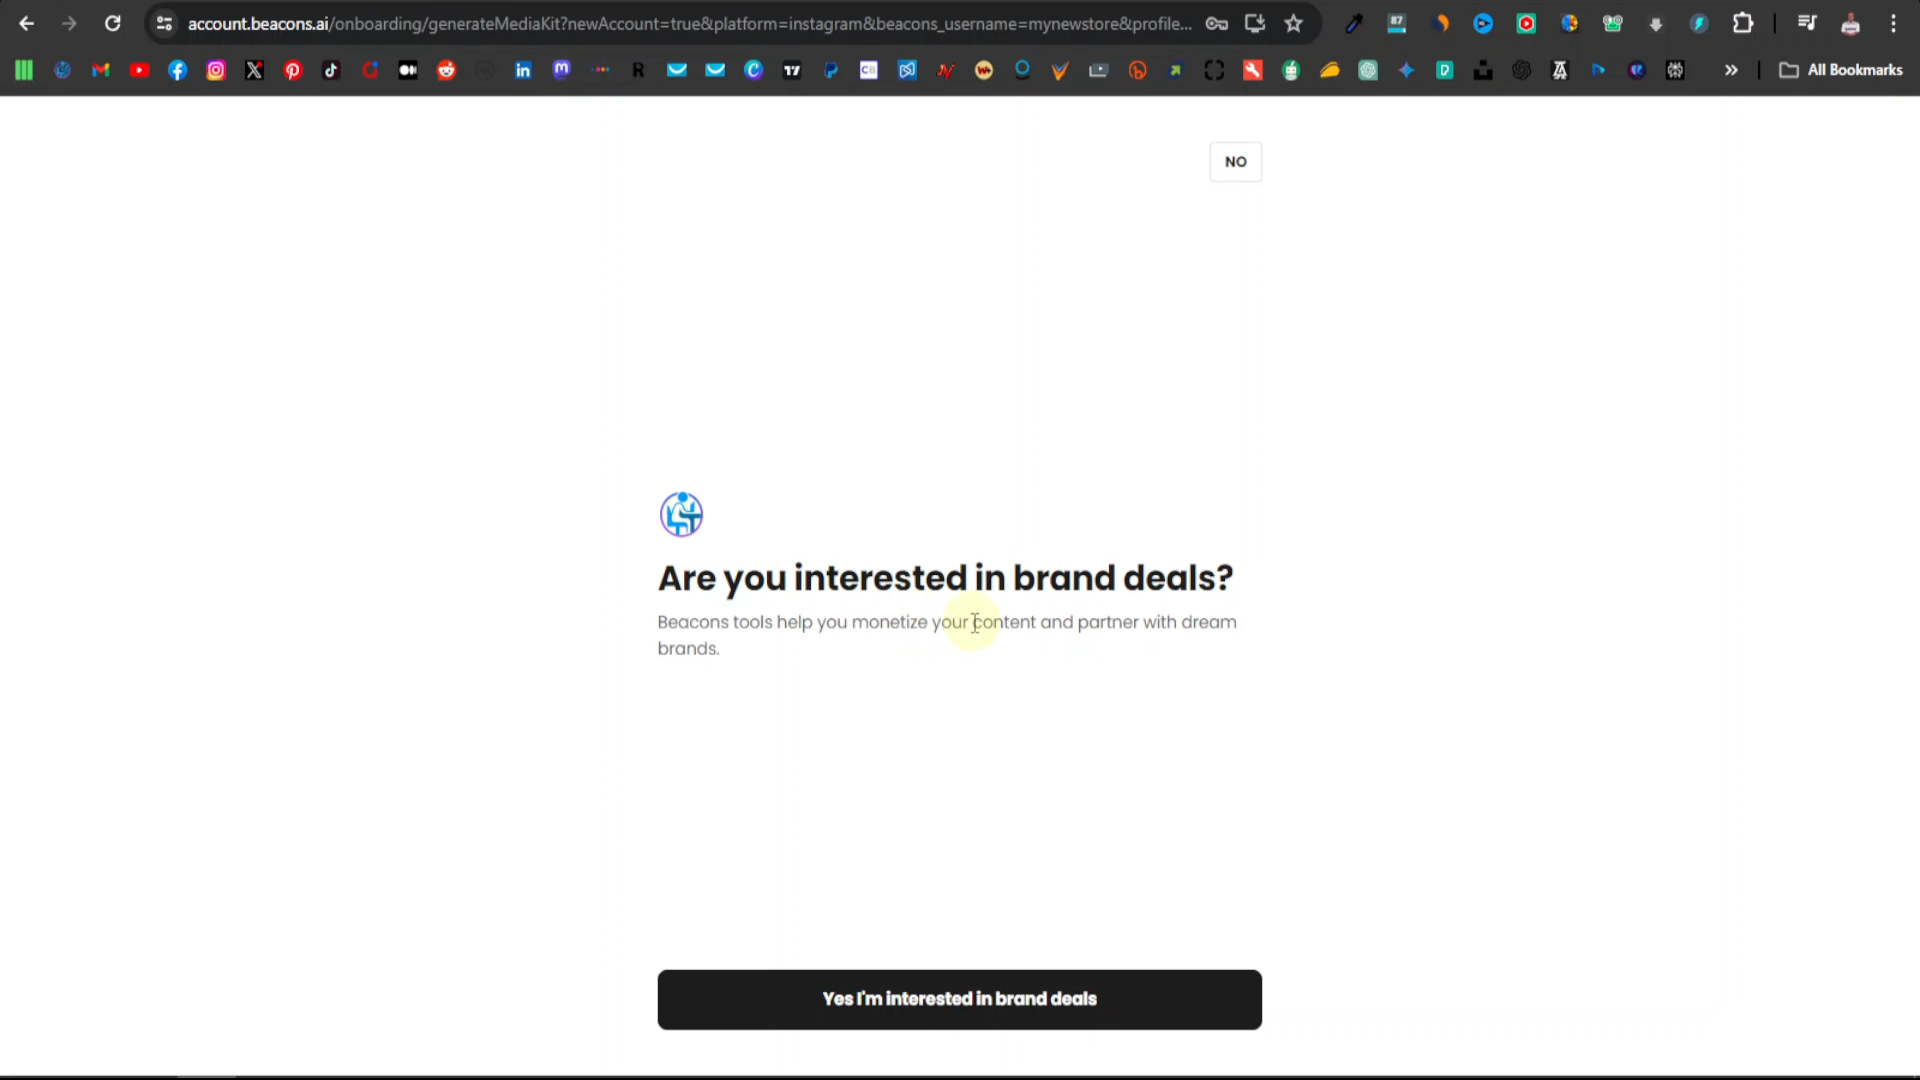 account.beacons.ai/onboarding/generateMediaKit?newAccount=true&platform=instagram&beacons_username=mynewstore&profile...
87
All Bookmarks
NO
Are you interested in brand deals?
Beacons tools help you monetize your content and partner with dream
brands.
Yes I'm interested in brand deals